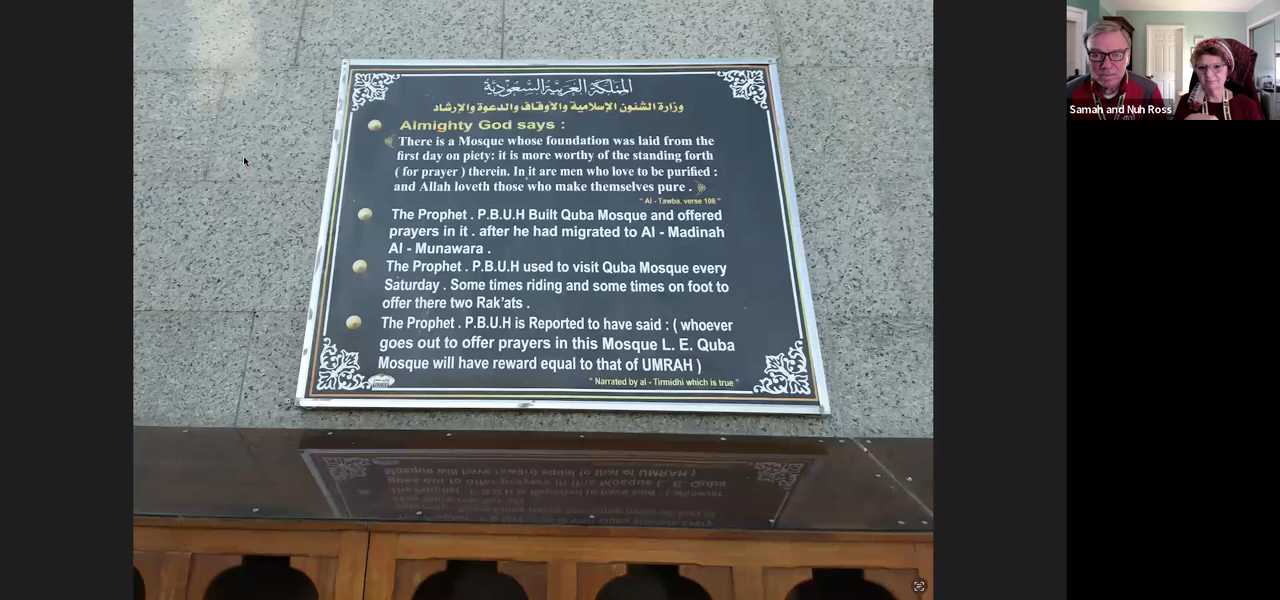 المملكة العربية السعودية
وزارة الشئون الإسلامية والأوقاف والدعوة والإرشاد
Almighty God says :
There is a Mosque whose foundation was laid from the
first day on piety: it is more worthy of the standing forth
( for prayer ) therein. In it are men who love to be purified :
and Allah loveth those who make themselves pure .
" Al - Tawba. verse 108 "
The Prophet . P.B.U.H Built Quba Mosque and offered
prayers in it . after he had migrated to Al - Madinah
Al - Munawara .
The Prophet . P.B.U.H used to visit Quba Mosque every
Saturday . Some times riding and some times on foot to
offer there two Rak'ats .
The Prophet . P.B.U.H is Reported to have said : ( whoever
goes out to offer prayers in this Mosque L. E. Quba
Mosque will have reward equal to that of UMRAH )
" Narrated by al - Tirmidhi which is true "
Samah and Nuh Ross